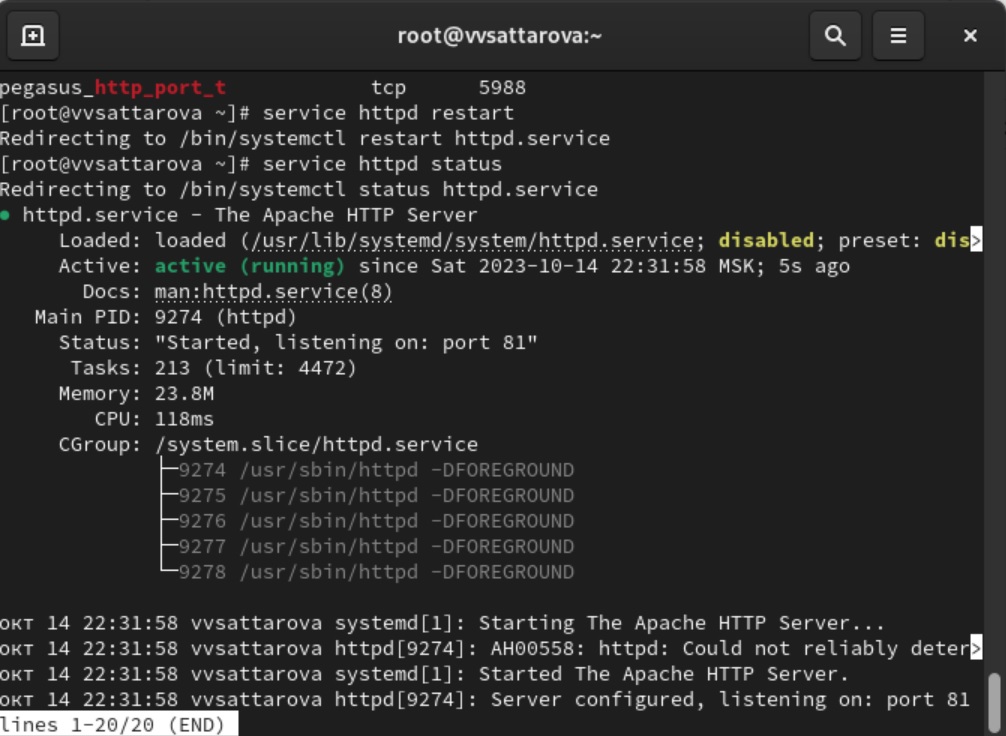 root@vvsattarova:~
pegasus_http_port_t tcp 5988
[root@vvsattarova ~]# service httpd restart
Redirecting to /bin/systemctl restart httpd.service
[root@vvsattarova ~]# service httpd status
Redirecting to /bin/systemctl status httpd.service
● httpd.service - The Apache HTTP Server
Loaded: loaded (/usr/lib/systemd/system/httpd.service; disabled; preset: dis>
Active: active (running) since Sat 2023-10-14 22:31:58 MSK; 5s ago
Docs: man:httpd.service(8)
Main PID: 9274 (httpd)
Status: "Started, listening on: port 81"
Tasks: 213 (limit: 4472)
Memory: 23.8M
CPU: 118ms
CGroup: /system.slice/httpd.service
├─9274 /usr/sbin/httpd -DFOREGROUND
├─9275 /usr/sbin/httpd -DFOREGROUND
├─9276 /usr/sbin/httpd -DFOREGROUND
├─9277 /usr/sbin/httpd -DFOREGROUND
└─9278 /usr/sbin/httpd -DFOREGROUND
окт 14 22:31:58 vvsattarova systemd[1]: Starting The Apache HTTP Server...
окт 14 22:31:58 vvsattarova httpd[9274]: AH00558: httpd: Could not reliably deter>
окт 14 22:31:58 vvsattarova systemd[1]: Started The Apache HTTP Server.
окт 14 22:31:58 vvsattarova httpd[9274]: Server configured, listening on: port 81
lines 1-20/20 (END)